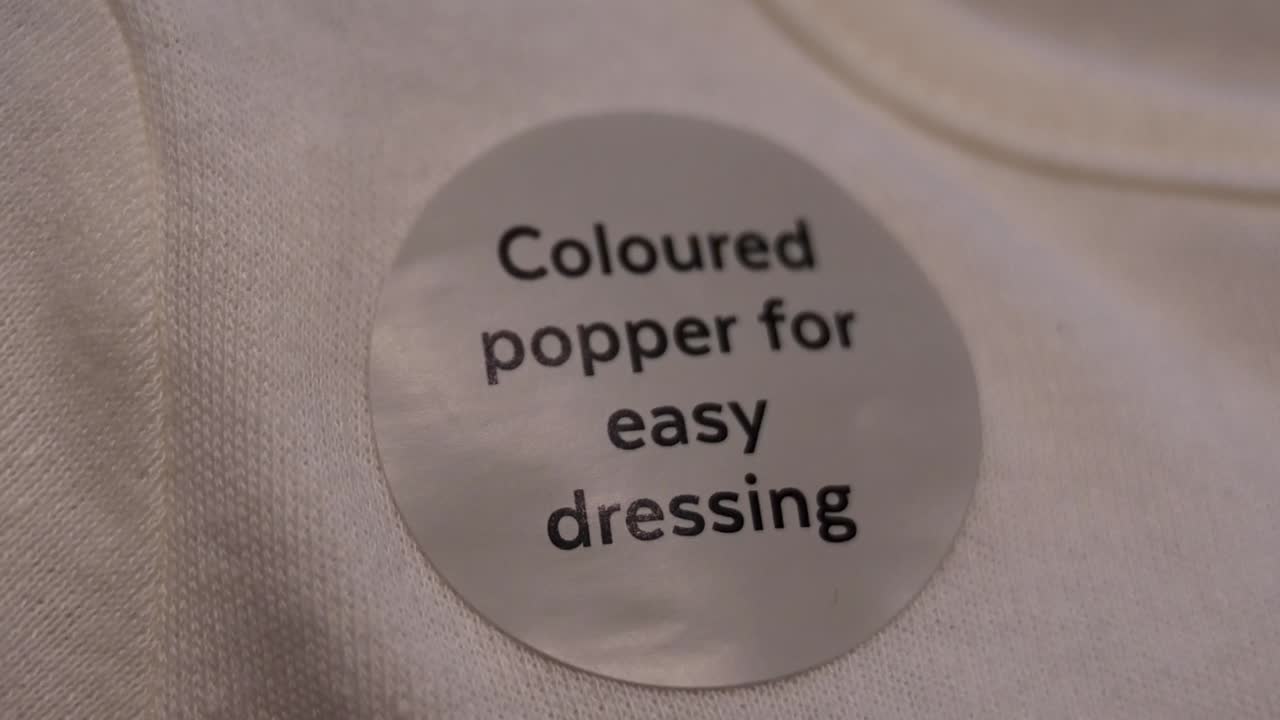 Coloured
popper for
easy
dressing